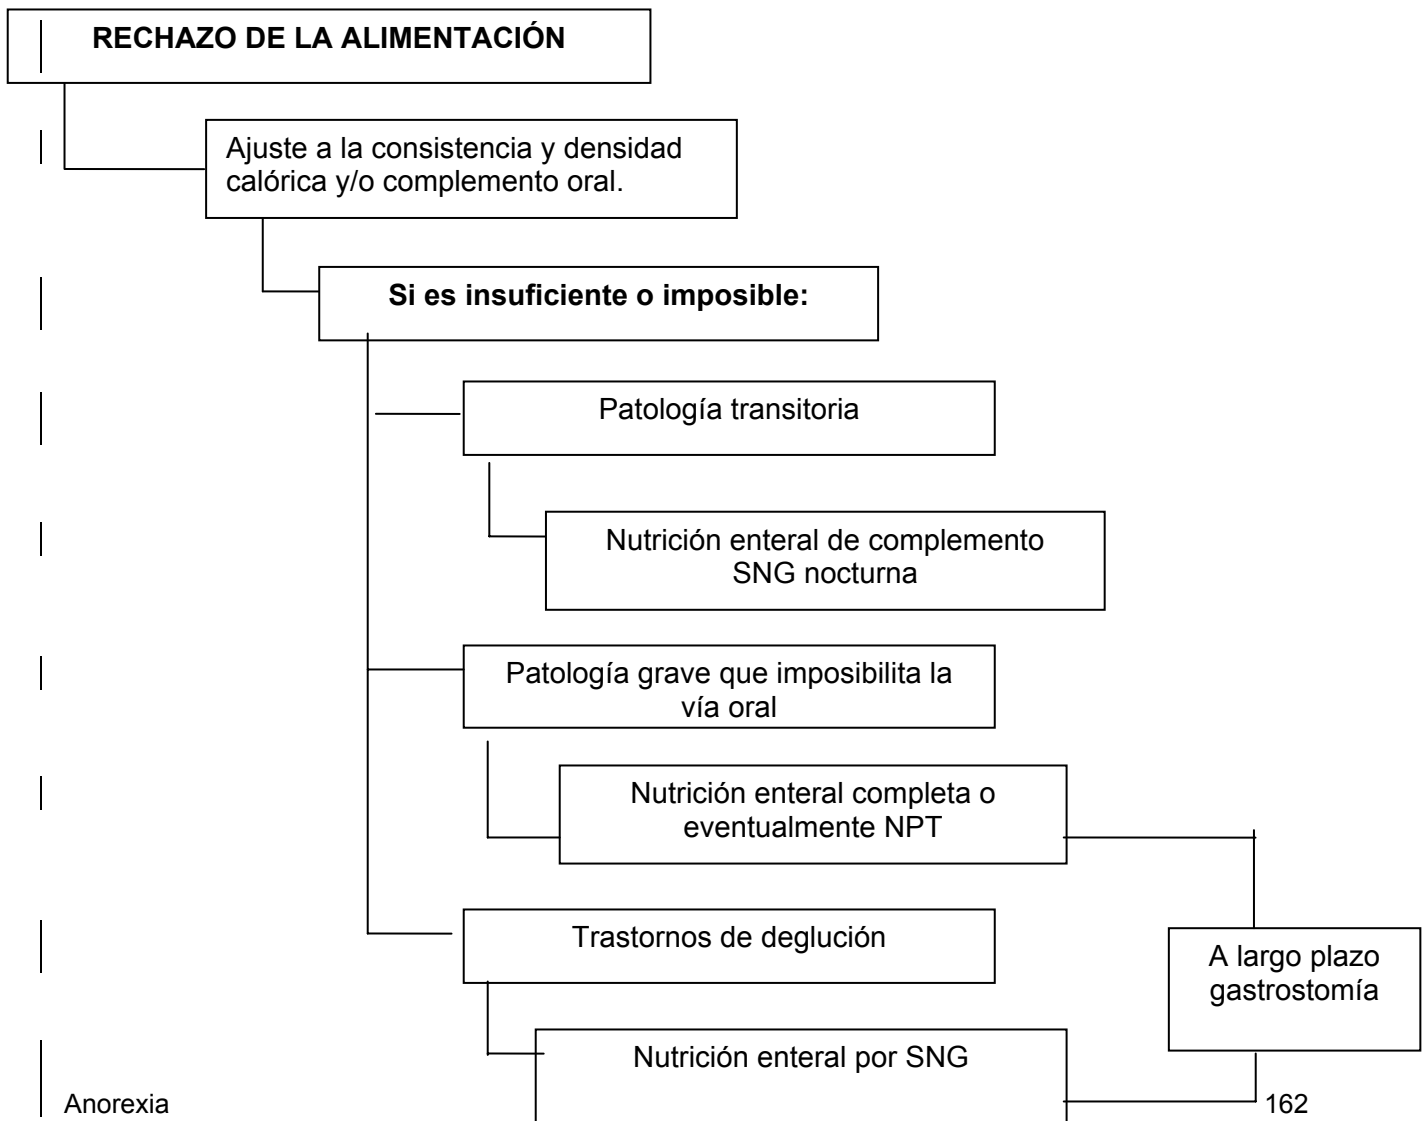 RECHAZO DE LA ALIMENTACIÓN
Ajuste a la consistencia y densidad
calórica y/o complemento oral.
Si es insuficiente o imposible:
Patología transitoria
Nutrición enteral de complemento
SNG nocturna
Patología grave que imposibilita la
vía oral
Nutrición enteral completa o
eventualmente NPT
Trastornos de deglución
A largo plazo
gastrostomía
Nutrición enteral por SNG
Anorexia
162